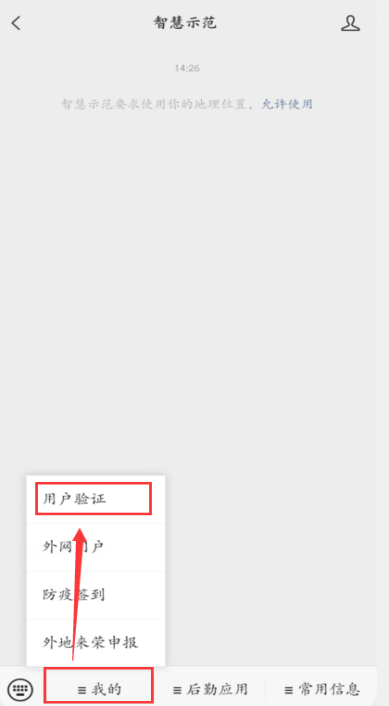 智慧示范
14:26
智慧示范要求使用你的地理位置，允许使用
用户验证
外网用户
防疫签到
外地来荣申报
≡ 我的 ≡ 后勤应用 ≡ 常用信息